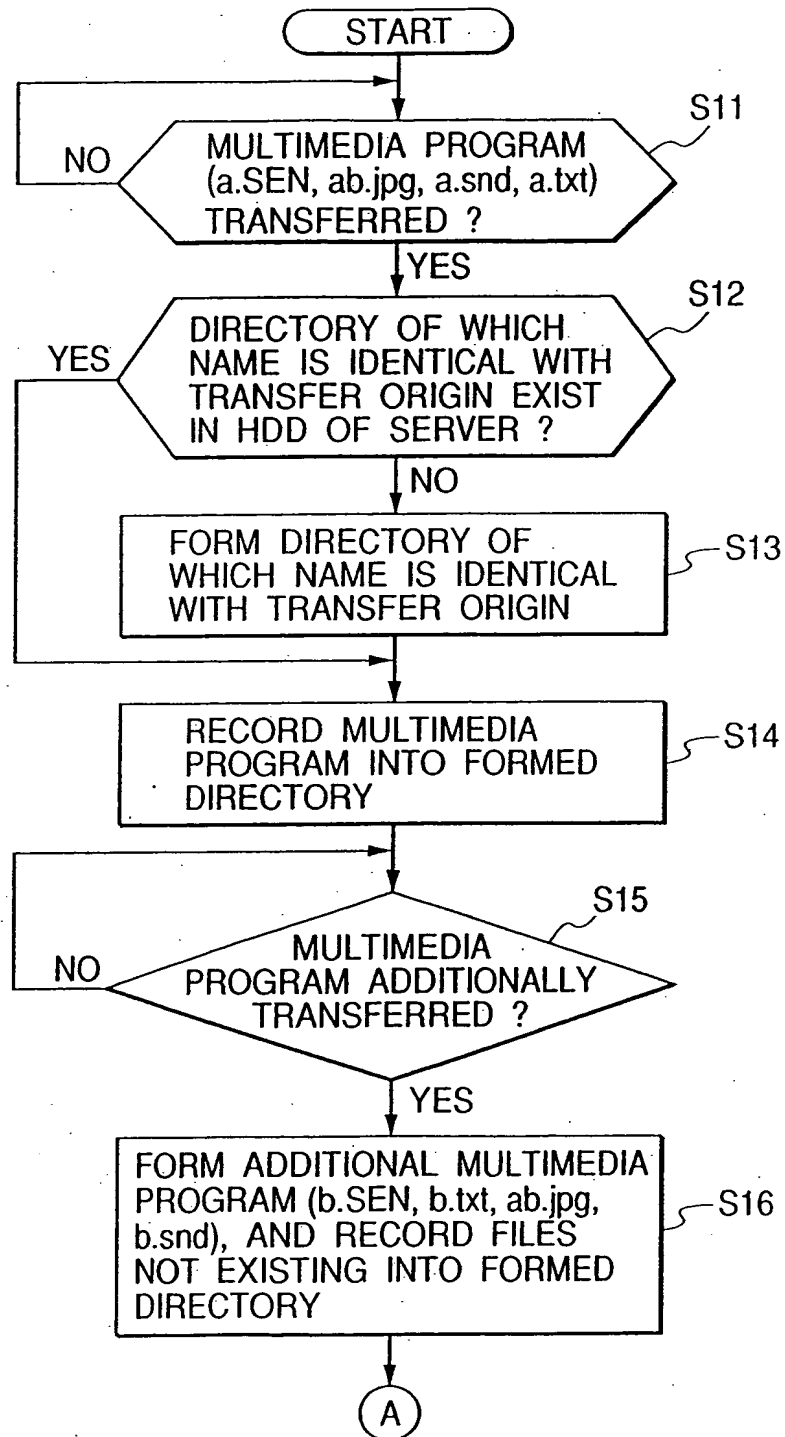 START
S11
NO
MULTIMEDIA PROGRAM
(a.SEN, ab.jpg, a.snd, a.txt)
TRANSFERRED ?
YES
S12
YES
DIRECTORY OF WHICH
NAME IS IDENTICAL WITH
TRANSFER ORIGIN EXIST
IN HDD OF SERVER ?
NO
FORM DIRECTORY OF
WHICH NAME IS IDENTICAL
WITH TRANSFER ORIGIN
S13
RECORD MULTIMEDIA
PROGRAM INTO FORMED
DIRECTORY
S14
S15
NO
MULTIMEDIA
PROGRAM ADDITIONALLY
TRANSFERRED ?
YES
FORM ADDITIONAL MULTIMEDIA
PROGRAM (b.SEN, b.txt, ab.jpg,
b.snd), AND RECORD FILES
NOT EXISTING INTO FORMED
DIRECTORY
S16
A